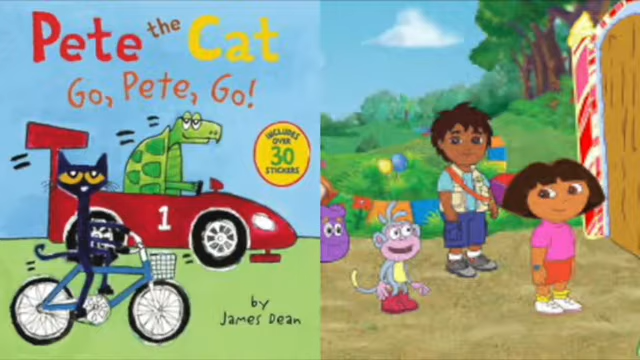 Pete the Cat
Go, Pete, Go!
INCLUDES
OVER
30
STICKERS
1
by
James Dean